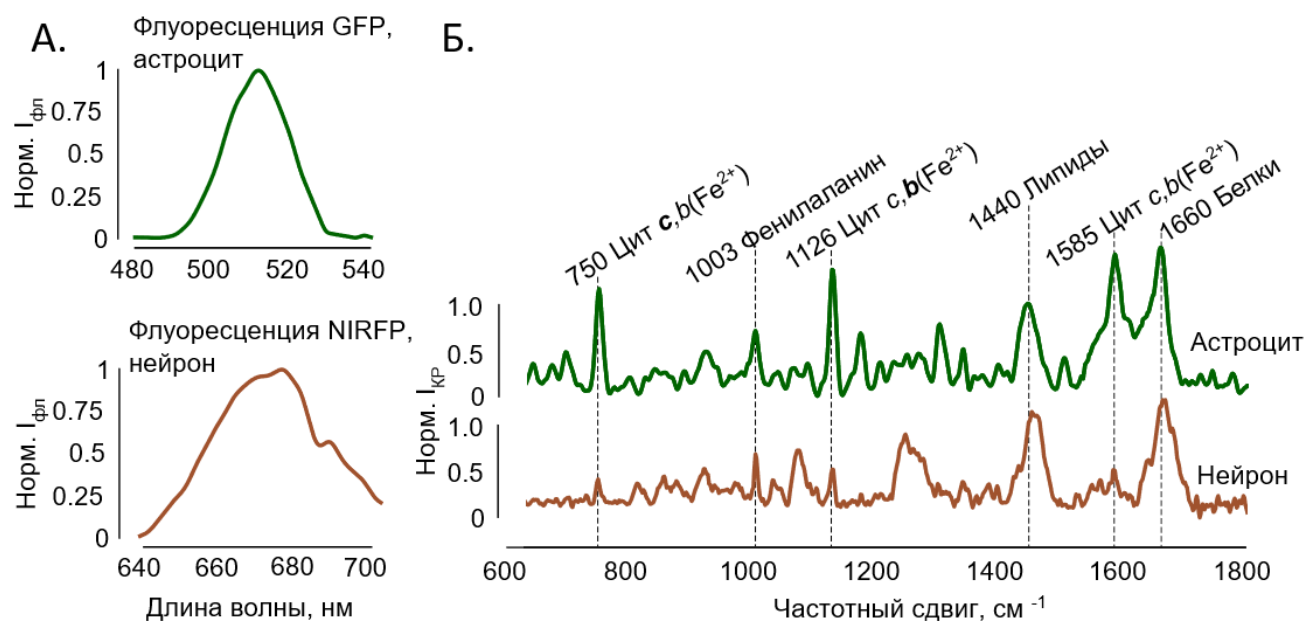 А.
Флуоресценция GFP,
астроцит
Норм. I фл
1
0.75
0.5
0.25
0
480 500 520 540
Флуоресценция NIRFP,
нейрон
Норм. I фл
1
0.75
0.5
0.25
0
640 660 680 700
Длина волны, нм
Б.
750 Цит c,b(Fe²⁺)
1003 Фенилаланин
1126 Цит c,b(Fe²⁺)
1440 Липиды
1585 Цит c,b(Fe²⁺)
1660 Белки
Норм. I КР
1.0
0.5
0
Астроцит
1.0
0.5
0
Нейрон
600 800 1000 1200 1400 1600 1800
Частотный сдвиг, см ⁻¹